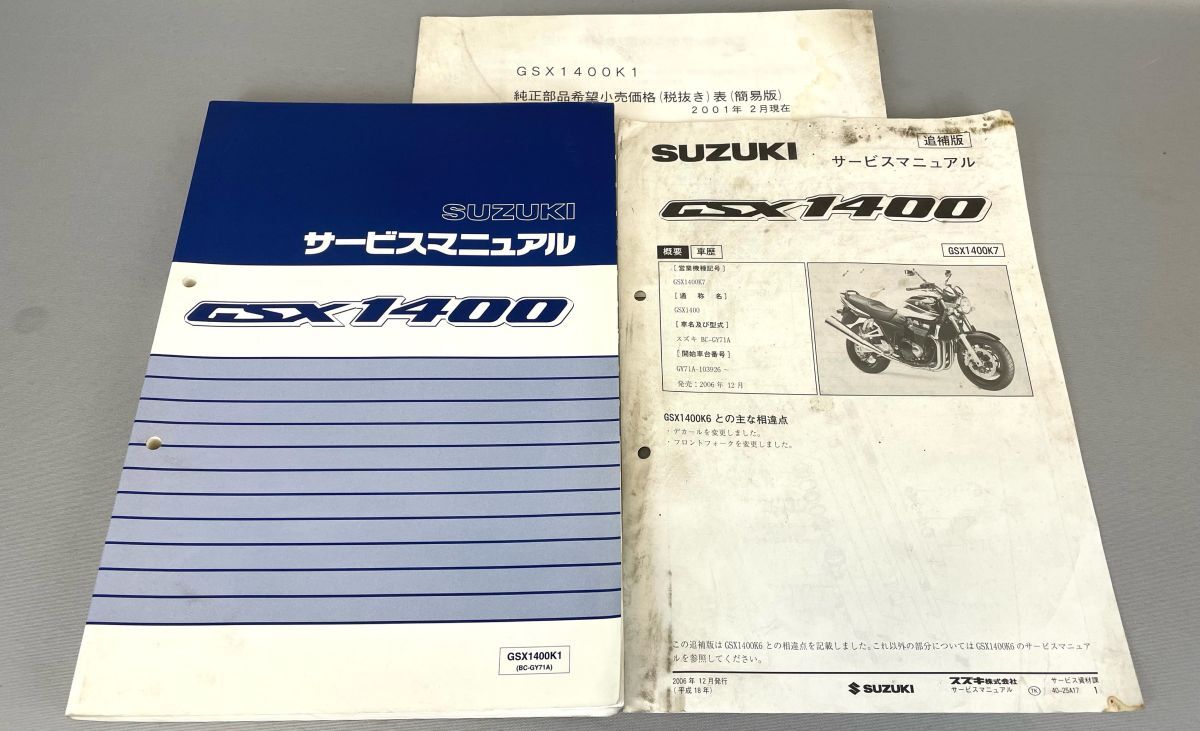 GSX1400K1
純正部品希望小売価格(税抜き)表(簡易版)
2001年 2月現在
SUZUKI
サービスマニュアル
GSX1400
GSX1400K1
(BC-GY71A)
追補版
SUZUKI サービスマニュアル
GSX1400
概要 車歴
GSX1400K7
[営業機種記号]
GSX1400K7
[通 称 名]
GSX1400
[車名及び型式]
スズキ BC-GY71A
[開始車台番号]
GY71A-103926~
発売:2006年 12月
GSX1400K6 との主な相違点
・デカールを変更しました。
・フロントフォークを変更しました。
この追補版はGSX1400K6 との相違点を記載しました。これ以外の部分についてはGSX1400K6のサービスマニュア
ルを参照してください。
2006年 12月発行
(平成18年)
SUZUKI
スズキ株式会社
サービスマニュアル
TK
サービス資材課
40-25A17 1